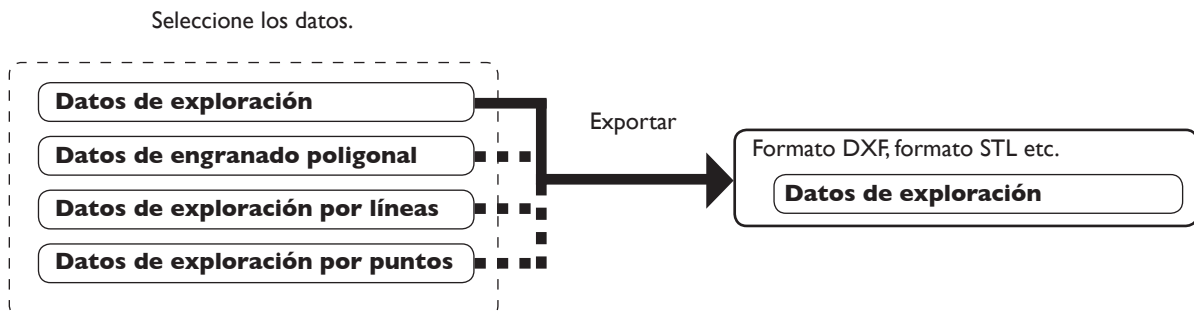 Seleccione los datos.
Datos de exploración
Datos de engranado poligonal
Datos de exploración por líneas
Datos de exploración por puntos
Exportar
Formato DXF, formato STL etc.
Datos de exploración